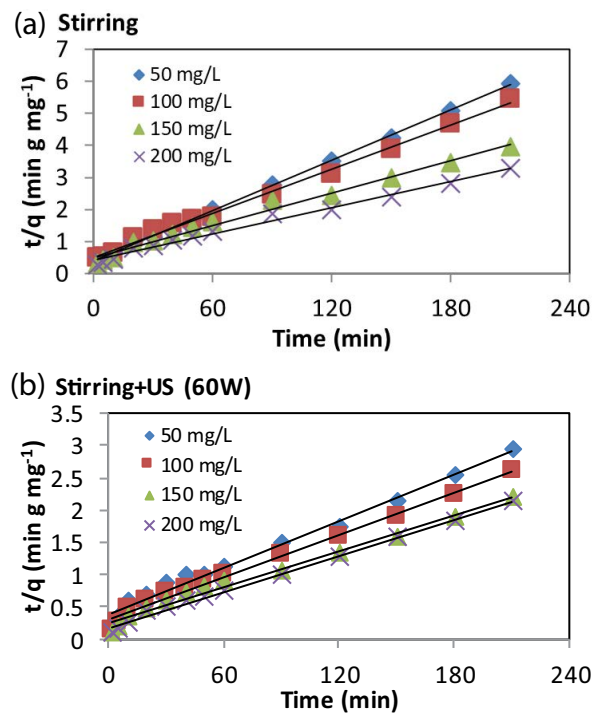 (a) Stirring
7
6
5
4
3
2
1
0
t/q (min g mg⁻¹)
50 mg/L
100 mg/L
150 mg/L
200 mg/L
0 60 120 180 240
Time (min)
(b) Stirring+US (60W)
3.5
3
2.5
2
1.5
1
0.5
0
t/q (min g mg⁻¹)
50 mg/L
100 mg/L
150 mg/L
200 mg/L
0 60 120 180 240
Time (min)